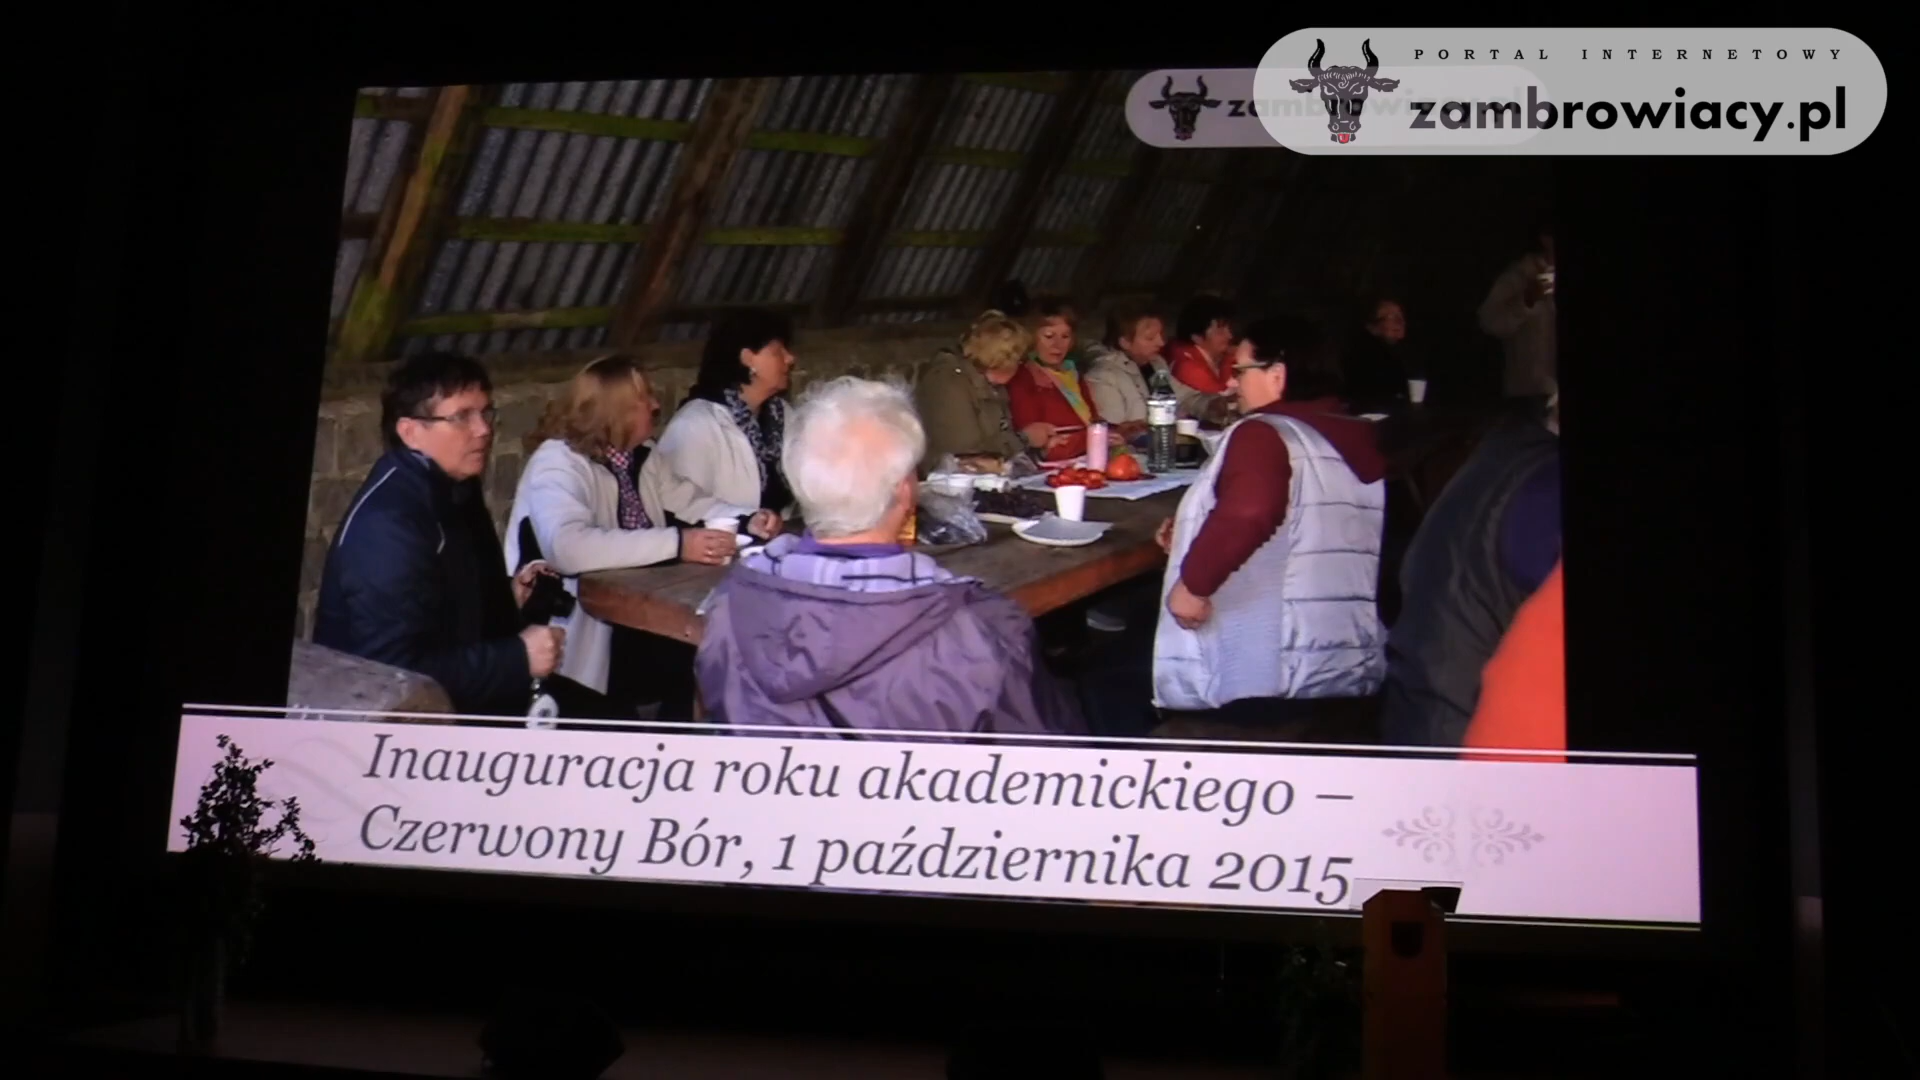 PORTAL INTERNETOWY
zambrowiacy.pl
Inauguracja roku akademickiego –
Czerwony Bór, 1 października 2015